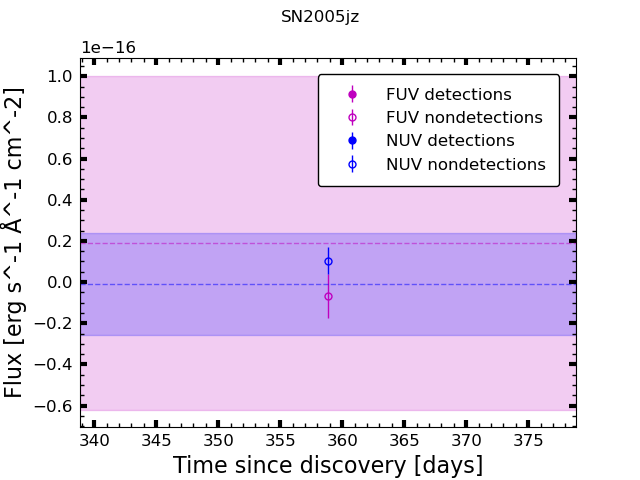 SN2005jz
1e−16
1.0
0.8
0.6
0.4
0.2
0.0
−0.2
−0.4
−0.6
Flux [erg s^-1 Å^-1 cm^-2]
FUV detections
FUV nondetections
NUV detections
NUV nondetections
340 345 350 355 360 365 370 375
Time since discovery [days]